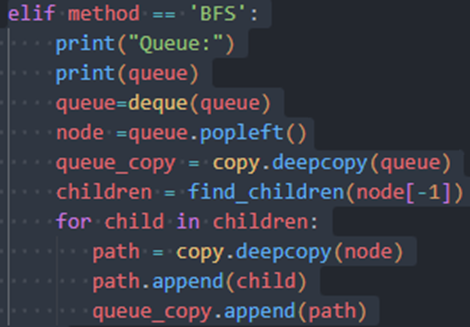 elif method == 'BFS':
print("Queue:")
print(queue)
queue=deque(queue)
node =queue.popleft()
queue_copy = copy.deepcopy(queue)
children = find_children(node[-1])
for child in children:
path = copy.deepcopy(node)
path.append(child)
queue_copy.append(path)